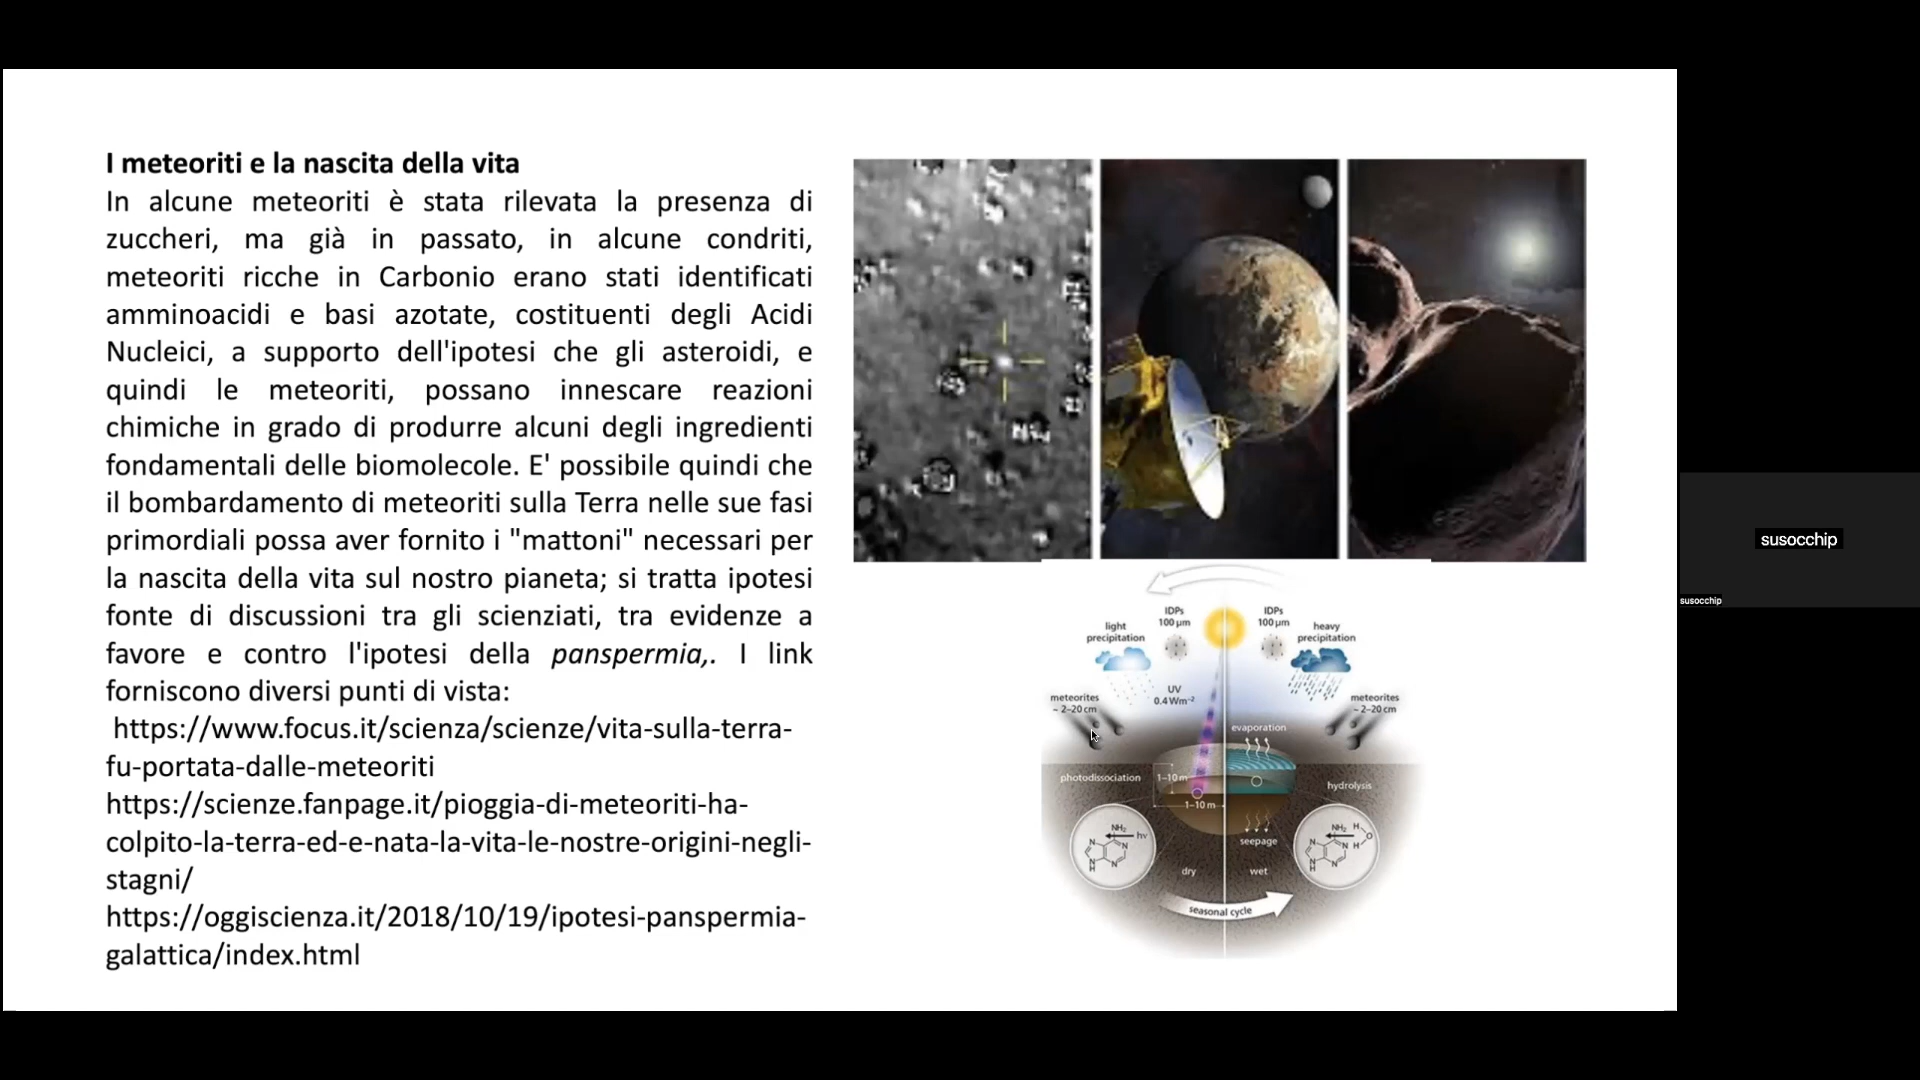 I meteoriti e la nascita della vita
In alcune meteoriti è stata rilevata la presenza di
zuccheri, ma già in passato, in alcune condriti,
meteoriti ricche in Carbonio erano stati identificati
amminoacidi e basi azotate, costituenti degli Acidi
Nucleici, a supporto dell'ipotesi che gli asteroidi, e
quindi le meteoriti, possano innescare reazioni
chimiche in grado di produrre alcuni degli ingredienti
fondamentali delle biomolecole. E' possibile quindi che
il bombardamento di meteoriti sulla Terra nelle sue fasi
primordiali possa aver fornito i "mattoni" necessari per
la nascita della vita sul nostro pianeta; si tratta ipotesi
fonte di discussioni tra gli scienziati, tra evidenze a
favore e contro l'ipotesi della panspermia,. I link
forniscono diversi punti di vista:
https://www.focus.it/scienza/scienze/vita-sulla-terra-
fu-portata-dalle-meteoriti
https://scienze.fanpage.it/pioggia-di-meteoriti-ha-
colpito-la-terra-ed-e-nata-la-vita-le-nostre-origini-negli-
stagni/
https://oggiscienza.it/2018/10/19/ipotesi-panspermia-
galattica/index.html
IDPs
100 µm
IDPs
100 µm
light
precipitation
heavy
precipitation
UV
0.4 Wm⁻²
meteorites
~ 2–20 cm
meteorites
~ 2–20 cm
evaporation
photodissociation
1–10 m
1–10 m
hydrolysis
NH₂
hν
N
N
N
N
H
NH₂
H
O
H
N
N
N
N
H
seepage
dry
wet
seasonal cycle
susocchip
susocchip